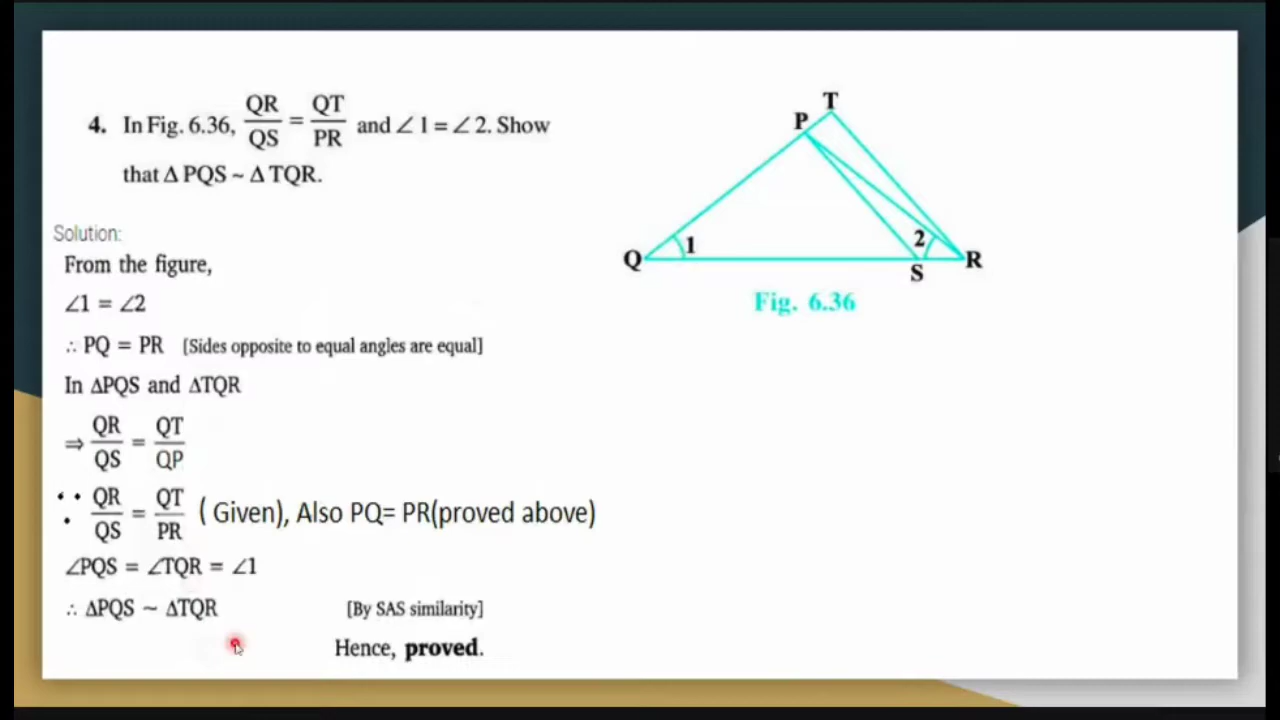 4. In Fig. 6.36, QR/QS = QT/PR and ∠1 = ∠2. Show
that Δ PQS ~ Δ TQR.
Solution:
From the figure,
∠1 = ∠2
∴ PQ = PR [Sides opposite to equal angles are equal]
In ΔPQS and ΔTQR
⇒ QR/QS = QT/QP
∵ QR/QS = QT/PR ( Given), Also PQ= PR(proved above)
∠PQS = ∠TQR = ∠1
∴ ΔPQS ~ ΔTQR [By SAS similarity]
Hence, proved.
T
P
Q 1 2 R
S
Fig. 6.36